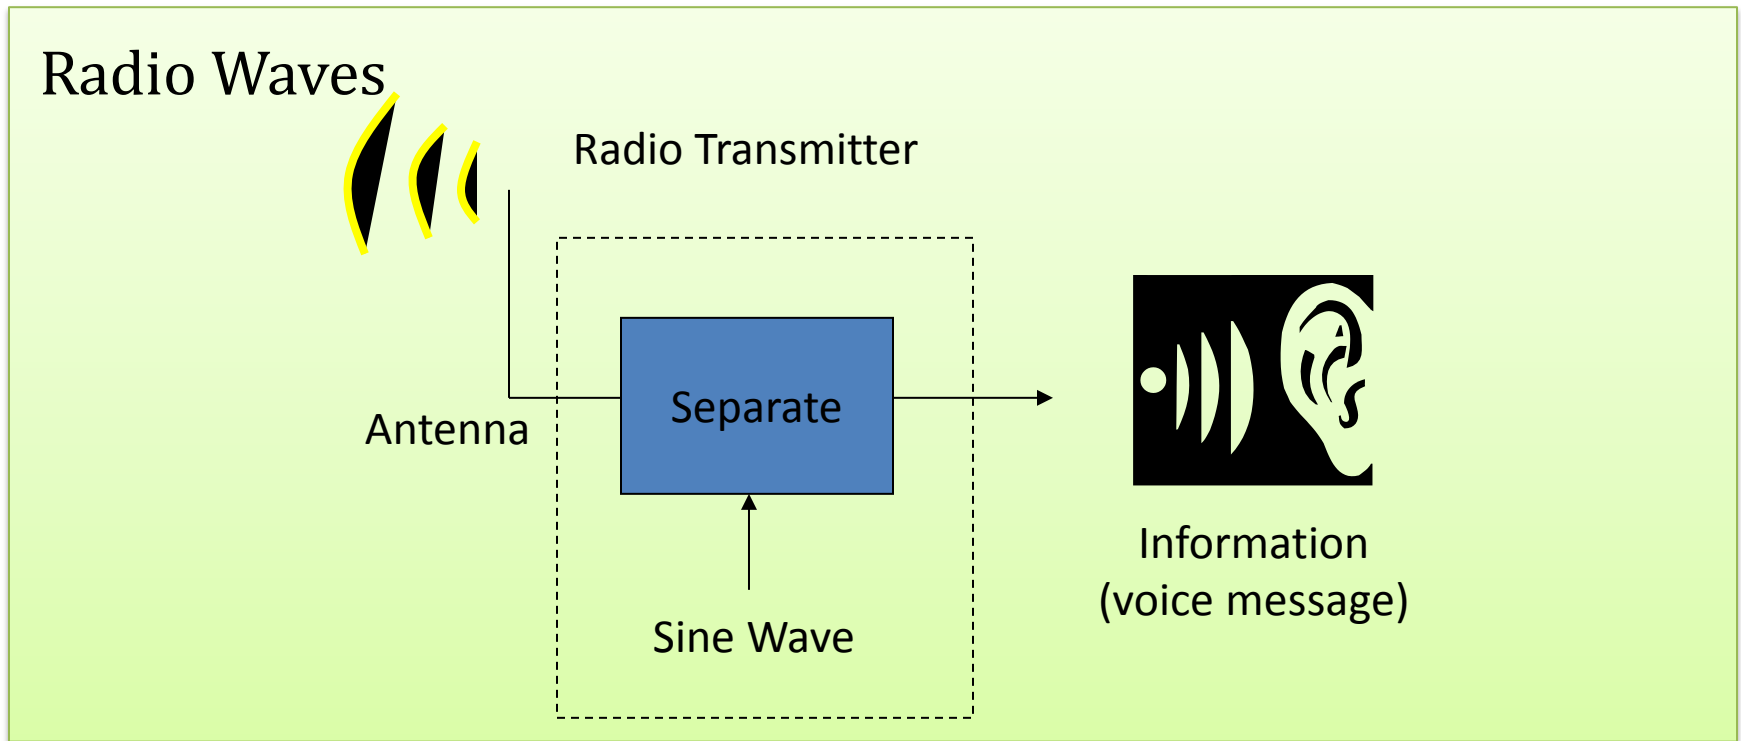 Radio Waves
Radio Transmitter
Antenna
Separate
Sine Wave
Information
(voice message)